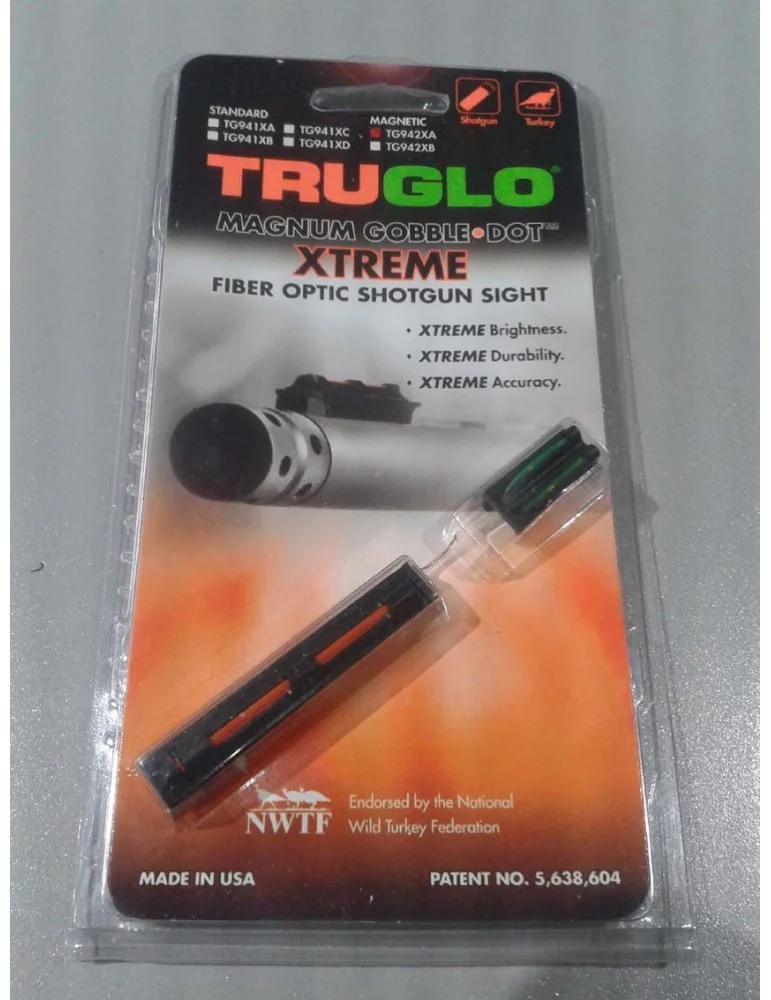 STANDARD
TG941XA TG941XC
TG941XB TG941XD
MAGNETIC
TG942XA
TG942XB
Shotgun
Turkey
TRUGLO®
MAGNUM GOBBLE•DOT™
XTREME
FIBER OPTIC SHOTGUN SIGHT
• XTREME Brightness.
• XTREME Durability.
• XTREME Accuracy.
NWTF
Endorsed by the National
Wild Turkey Federation
MADE IN USA
PATENT NO. 5,638,604